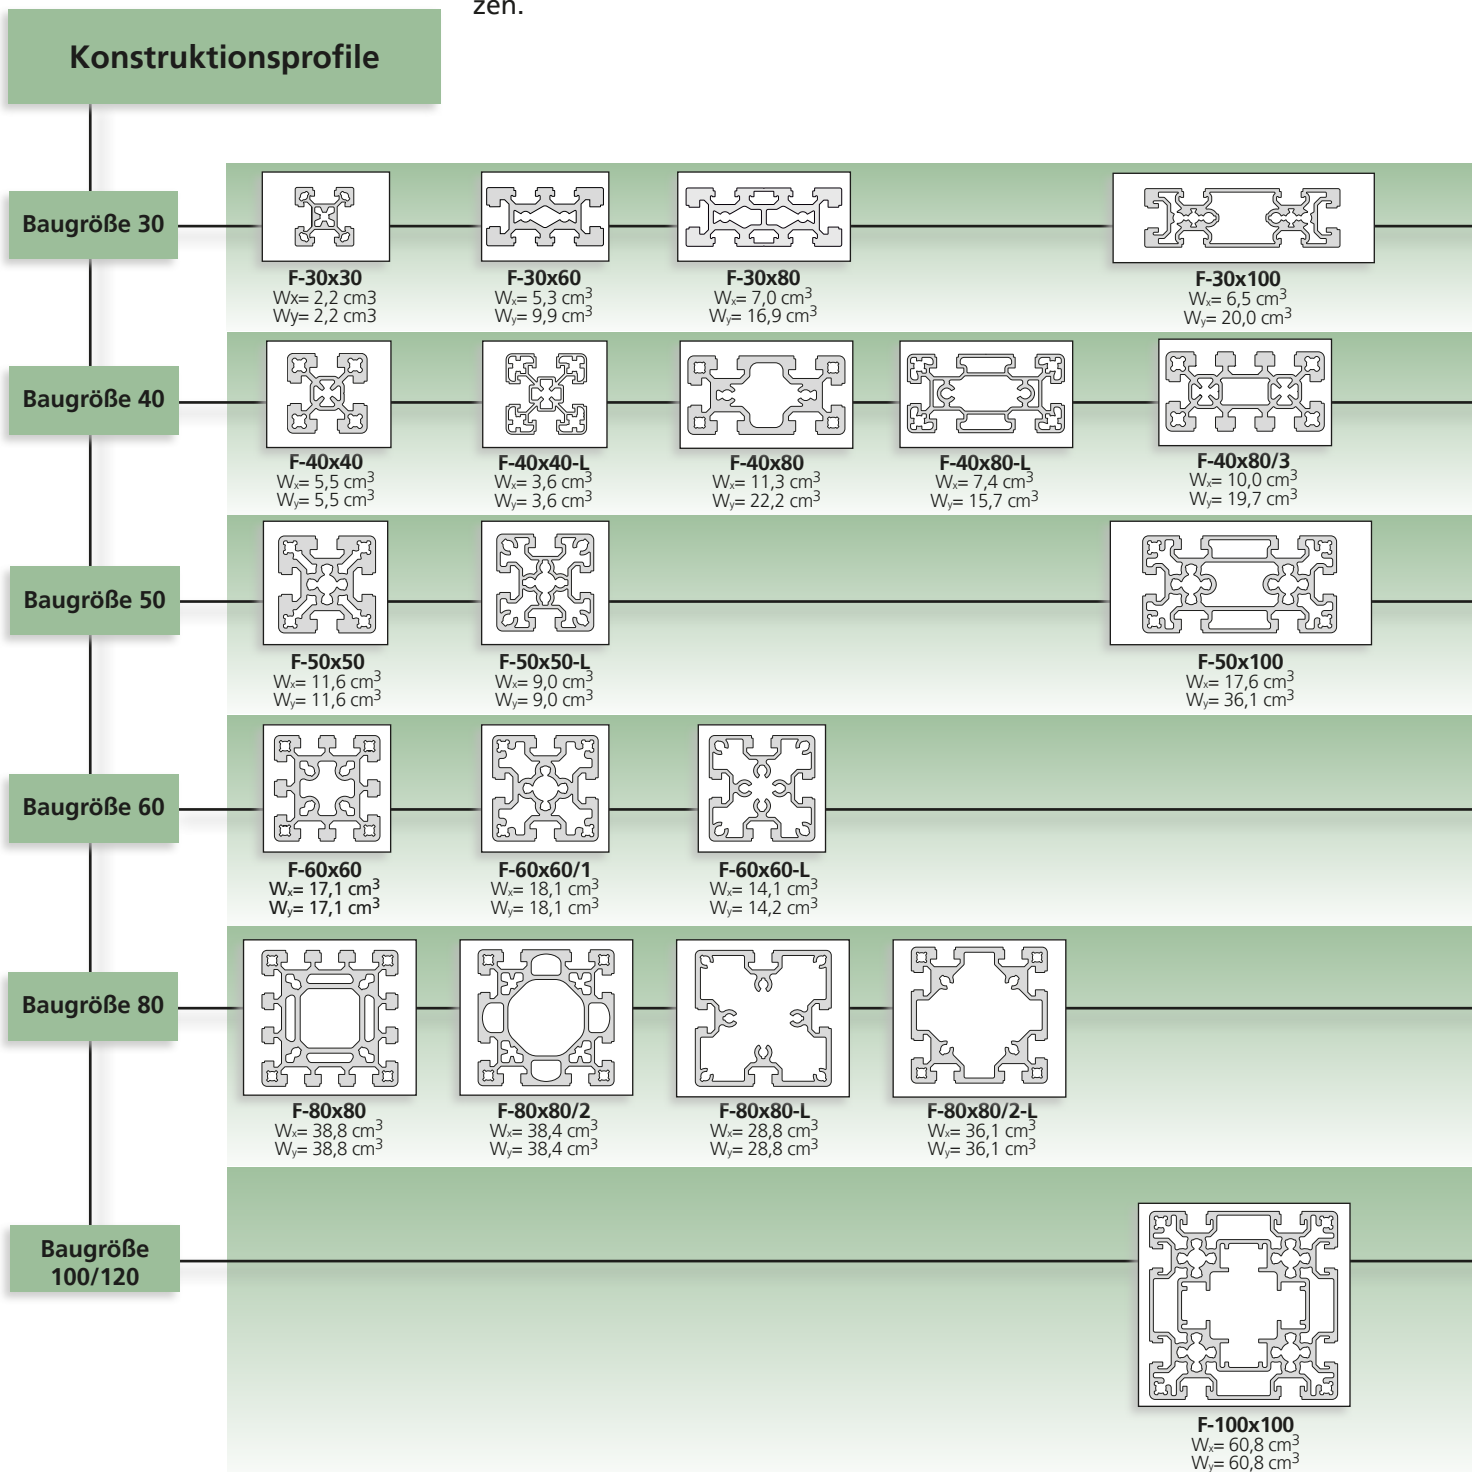 zen.
Konstruktionsprofile
Baugröße 30
F-30x30
Wx= 2,2 cm3
Wy= 2,2 cm3
F-30x60
Wx= 5,3 cm³
Wy= 9,9 cm³
F-30x80
Wx= 7,0 cm³
Wy= 16,9 cm³
F-30x100
Wx= 6,5 cm³
Wy= 20,0 cm³
Baugröße 40
F-40x40
Wx= 5,5 cm³
Wy= 5,5 cm³
F-40x40-L
Wx= 3,6 cm³
Wy= 3,6 cm³
F-40x80
Wx= 11,3 cm³
Wy= 22,2 cm³
F-40x80-L
Wx= 7,4 cm³
Wy= 15,7 cm³
F-40x80/3
Wx= 10,0 cm³
Wy= 19,7 cm³
Baugröße 50
F-50x50
Wx= 11,6 cm³
Wy= 11,6 cm³
F-50x50-L
Wx= 9,0 cm³
Wy= 9,0 cm³
F-50x100
Wx= 17,6 cm³
Wy= 36,1 cm³
Baugröße 60
F-60x60
Wx= 17,1 cm³
Wy= 17,1 cm³
F-60x60/1
Wx= 18,1 cm³
Wy= 18,1 cm³
F-60x60-L
Wx= 14,1 cm³
Wy= 14,2 cm³
Baugröße 80
F-80x80
Wx= 38,8 cm³
Wy= 38,8 cm³
F-80x80/2
Wx= 38,4 cm³
Wy= 38,4 cm³
F-80x80-L
Wx= 28,8 cm³
Wy= 28,8 cm³
F-80x80/2-L
Wx= 36,1 cm³
Wy= 36,1 cm³
Baugröße
100/120
F-100x100
Wx= 60,8 cm³
Wy= 60,8 cm³